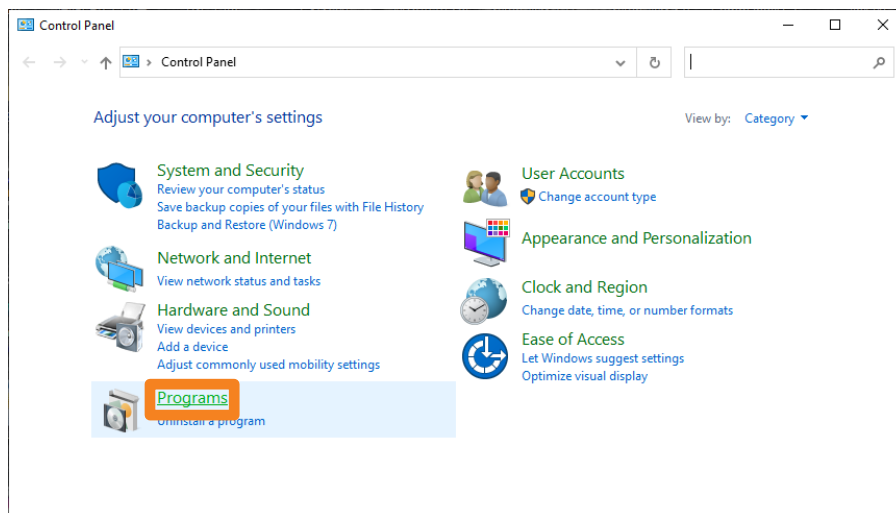 Control Panel
Control Panel
Adjust your computer's settings
View by: Category
System and Security
Review your computer's status
Save backup copies of your files with File History
Backup and Restore (Windows 7)
Network and Internet
View network status and tasks
Hardware and Sound
View devices and printers
Add a device
Adjust commonly used mobility settings
Programs
Uninstall a program
User Accounts
Change account type
Appearance and Personalization
Clock and Region
Change date, time, or number formats
Ease of Access
Let Windows suggest settings
Optimize visual display